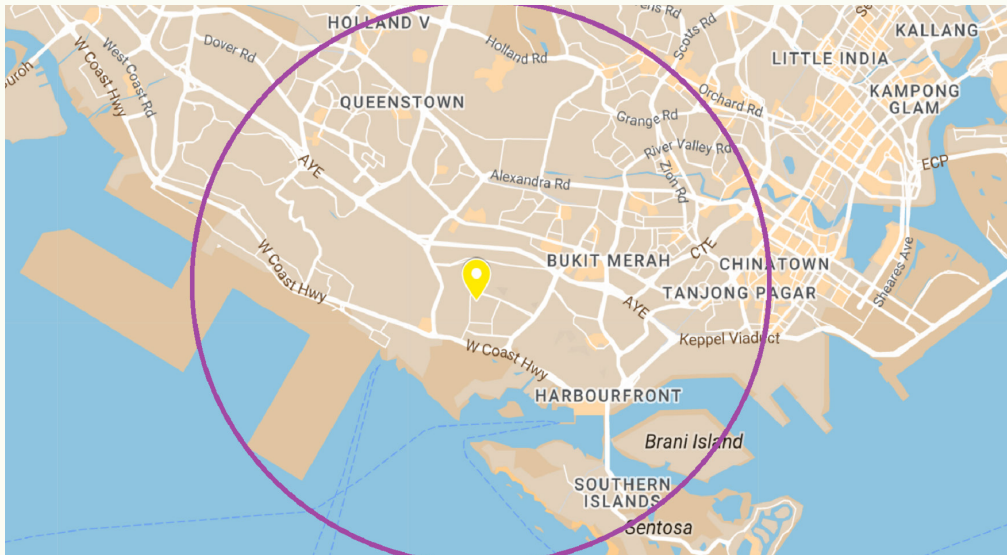 HOLLAND V
KALLANG
Scotts Rd
Dover Rd
Holland Rd
LITTLE INDIA
W Coast Hwy
West Coast Rd
Orchard Rd
KAMPONG
GLAM
QUEENSTOWN
Grange Rd
River Valley Rd
ECP
AYE
Zion Rd
Alexandra Rd
Sheares Ave
W Coast Hwy
CTE
BUKIT MERAH
CHINATOWN
TANJONG PAGAR
AYE
Keppel Viaduct
W Coast Hwy
HARBOURFRONT
Brani Island
SOUTHERN
ISLANDS
Sentosa